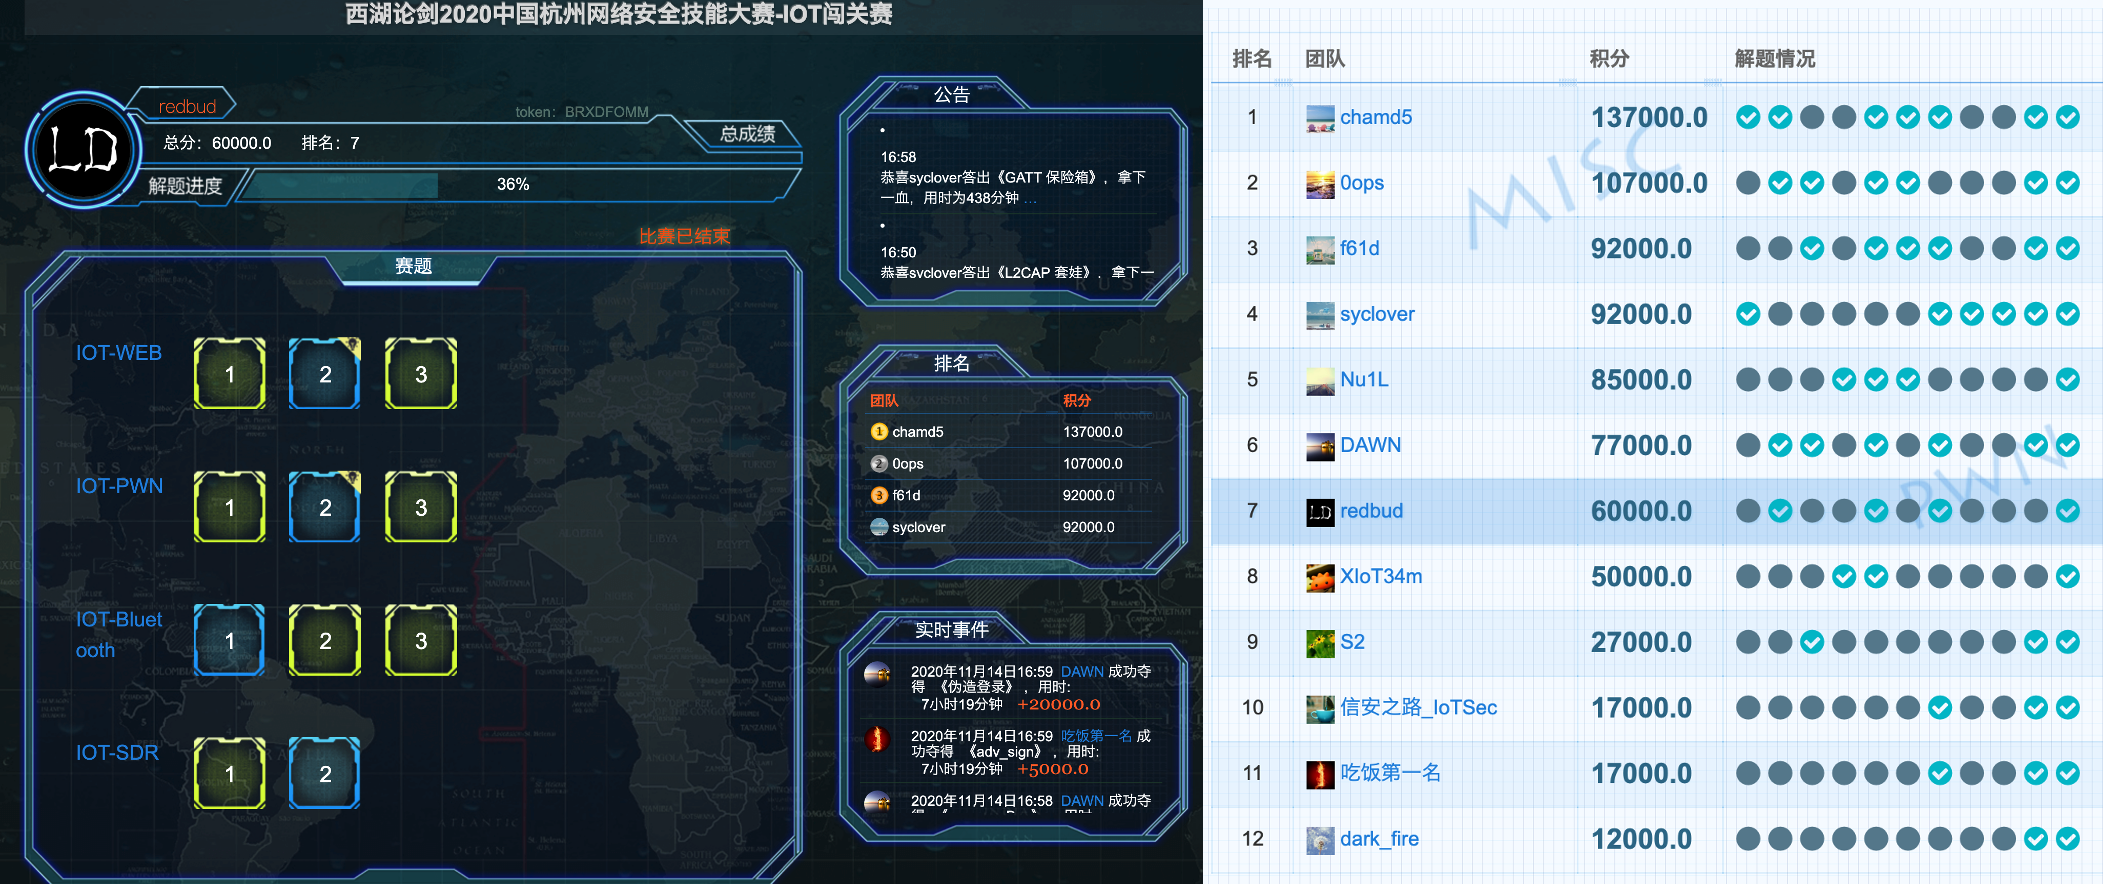 西湖论剑2020中国杭州网络安全技能大赛-IOT闯关赛
redbud
token: BRXDFOMM
总分: 60000.0 排名: 7
总成绩
解题进度 36%
比赛已结束
赛题
IOT-WEB 1 2 3
IOT-PWN 1 2 3
IOT-Bluet
ooth
1 2 3
IOT-SDR 1 2
公告
16:58
恭喜syclover答出《GATT 保险箱》，拿下
一血，用时为438分钟 ...
16:50
恭喜syclover答出《L2CAP 套娃》，拿下一
排名
团队 积分
1 chamd5 137000.0
2 0ops 107000.0
3 f61d 92000.0
syclover 92000.0
实时事件
2020年11月14日16:59 DAWN 成功夺
得 《伪造登录》 ，用时:
7小时19分钟 +20000.0
2020年11月14日16:59 吃饭第一名 成
功夺得 《adv_sign》 ，用时:
7小时19分钟 +5000.0
2020年11月14日16:58 DAWN 成功夺
排名 团队 积分 解题情况
1 chamd5 137000.0
2 0ops 107000.0
3 f61d 92000.0
4 syclover 92000.0
5 Nu1L 85000.0
6 DAWN 77000.0
7 LD redbud 60000.0
8 XIoT34m 50000.0
9 S2 27000.0
10 信安之路_IoTSec 17000.0
11 吃饭第一名 17000.0
12 dark_fire 12000.0
MISC
PWN
LD